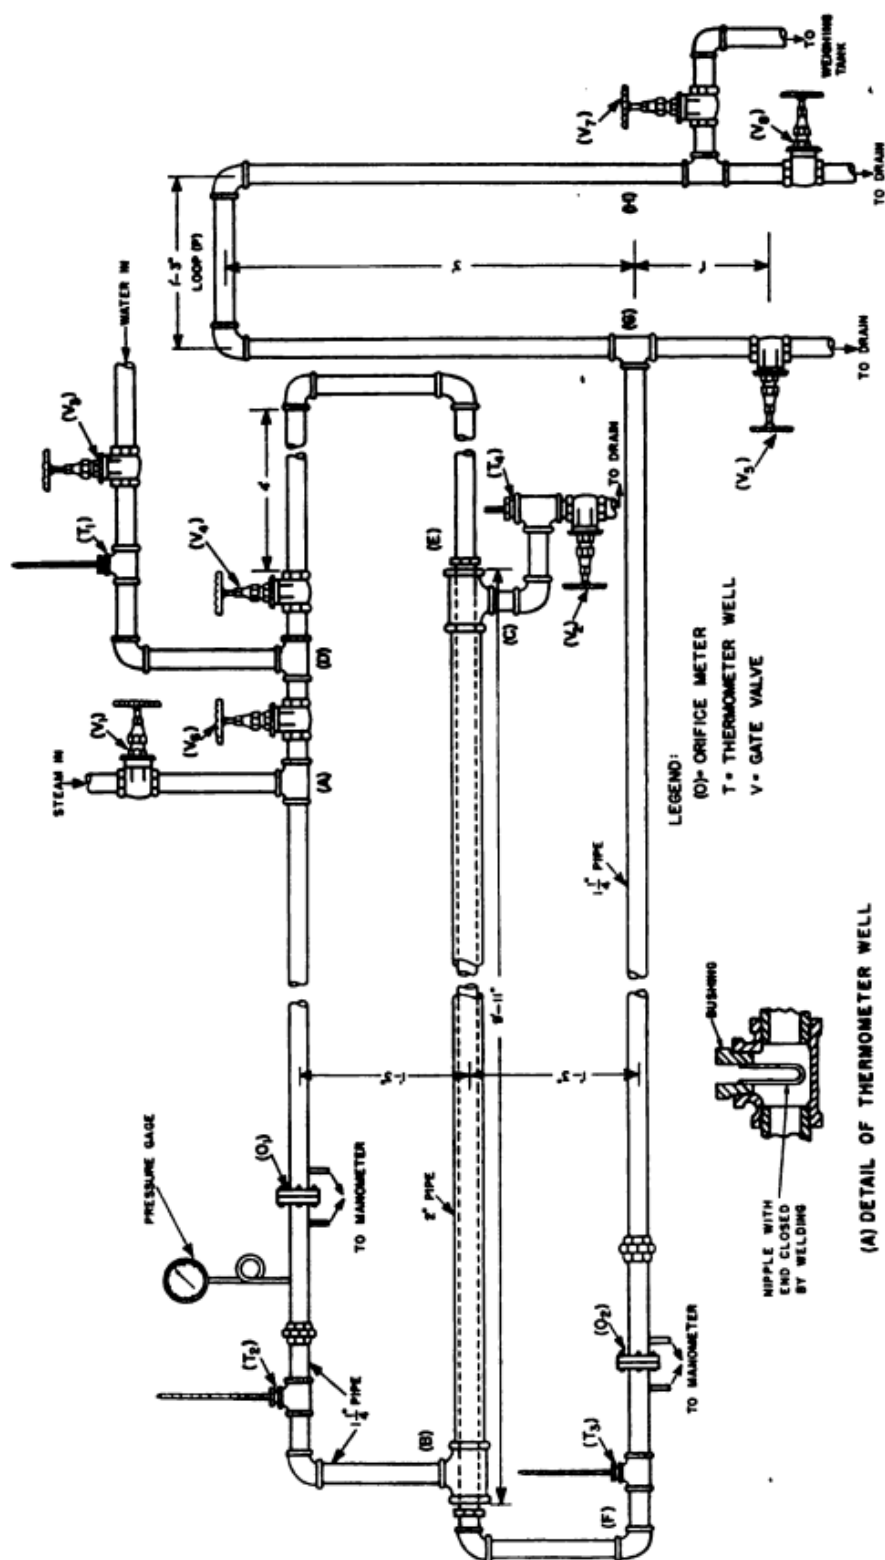 STEAM IN
(V₁)
(A)
WATER IN
(V₃)
(T₁)
(V₄)
(D)
4'
PRESSURE GAGE
(O₁)
TO MANOMETER
(T₂)
1¼" PIPE
(B)
2" PIPE
(E)
(C)
(T₄)
(V₂)
TO DRAIN
(T₃)
(F)
(O₂)
TO MANOMETER
1¼" PIPE
LOOP (P)
(G)
(H)
(V₅)
TO DRAIN
(V₇)
TO
WEIGHING
TANK
(V₈)
TO DRAIN
LEGEND:
(O)= ORIFICE METER
T = THERMOMETER WELL
V = GATE VALVE
BUSHING
NIPPLE WITH
END CLOSED
BY WELDING
(A) DETAIL OF THERMOMETER WELL